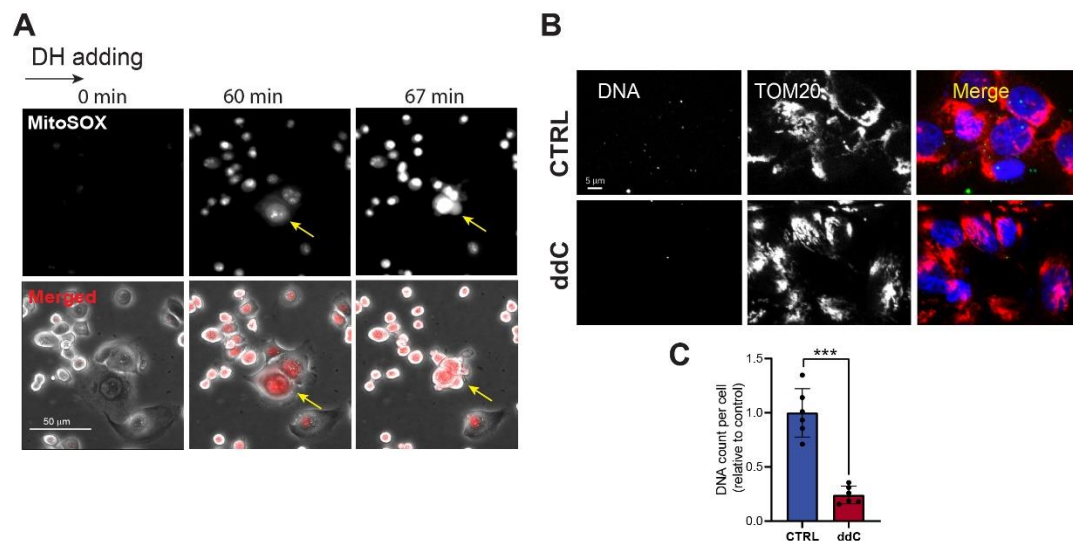 A
DH adding
0 min 60 min 67 min
MitoSOX
Merged
50 μm
B
DNA TOM20 Merge
CTRL
5 μm
ddC
C
***
DNA count per cell
(relative to control)
1.5
1.0
0.5
0.0
CTRL ddC